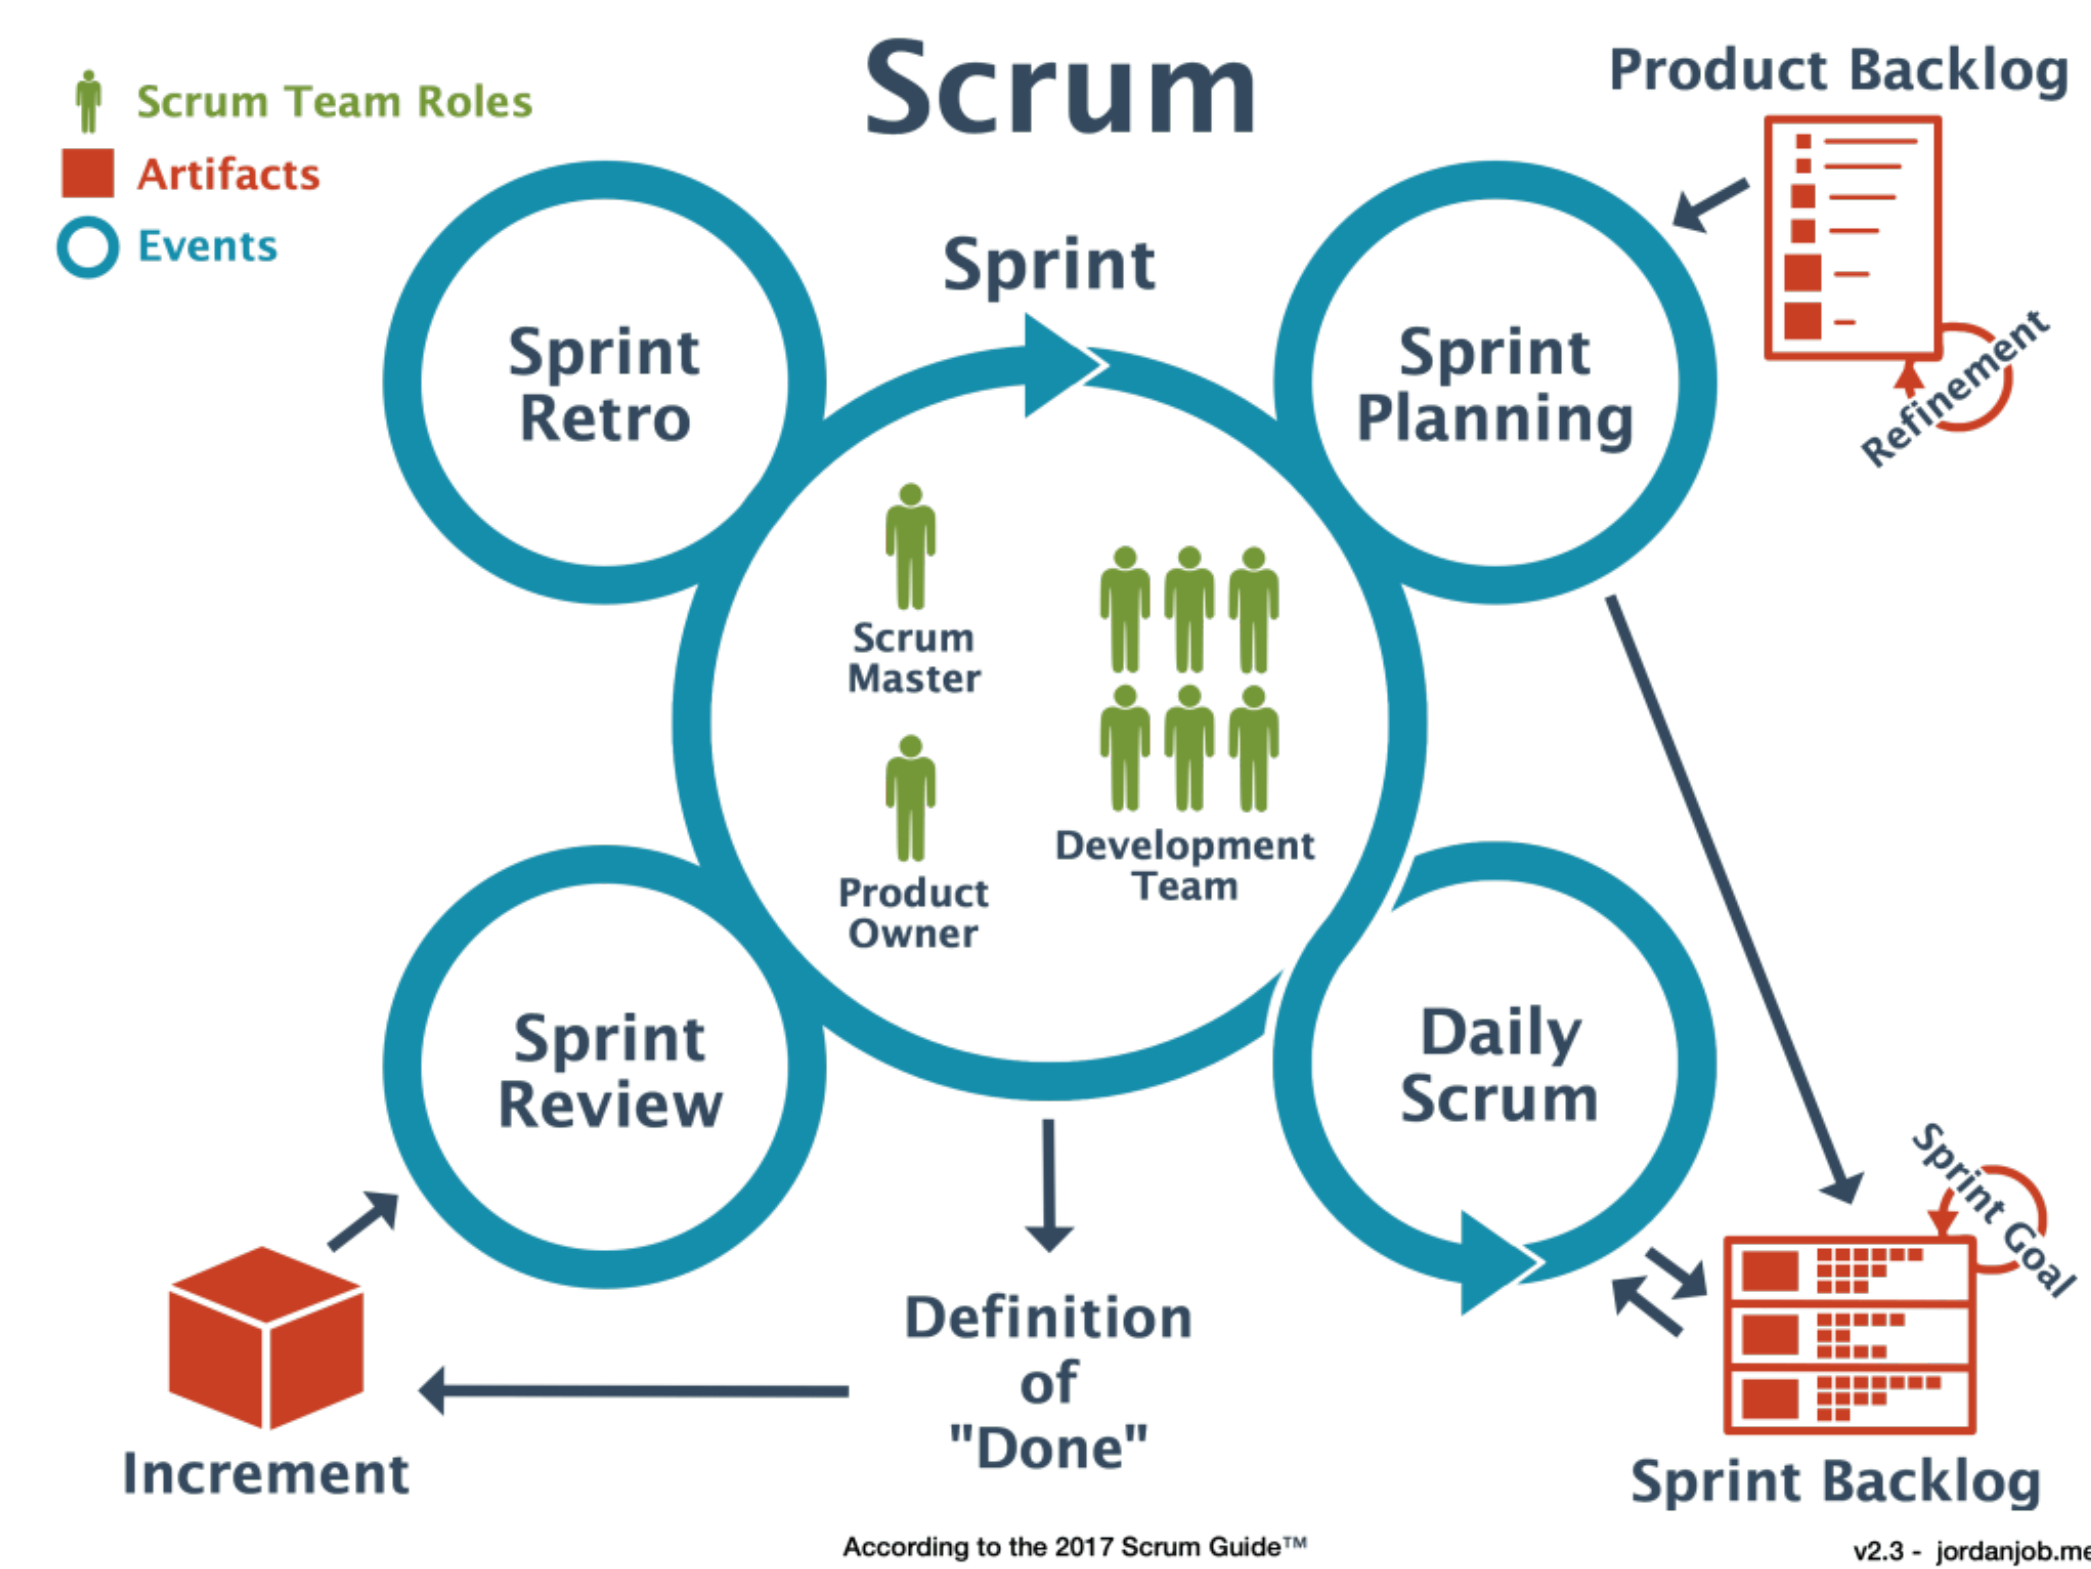 Scrum
Scrum Team Roles
Artifacts
Events
Product Backlog
Refinement
Sprint
Sprint
Retro
Sprint
Planning
Scrum
Master
Product
Owner
Development
Team
Sprint
Review
Daily
Scrum
Sprint Goal
Definition
of
"Done"
Increment
Sprint Backlog
According to the 2017 Scrum Guide™
v2.3 - jordanjob.me